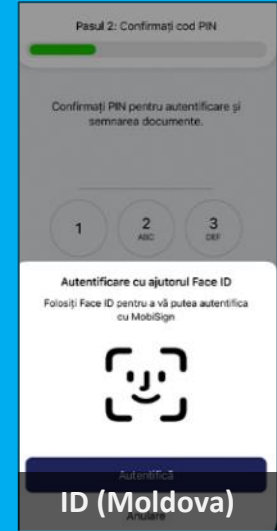 Pasul 2: Confirmați cod PIN
Confirmați PIN pentru autentificare și
semnarea documente.
1
2
ABC
3
DEF
Autentificare cu ajutorul Face ID
Folosiți Face ID pentru a vă putea autentifica
cu MobiSign
Autentifică
ID (Moldova)
Anulare